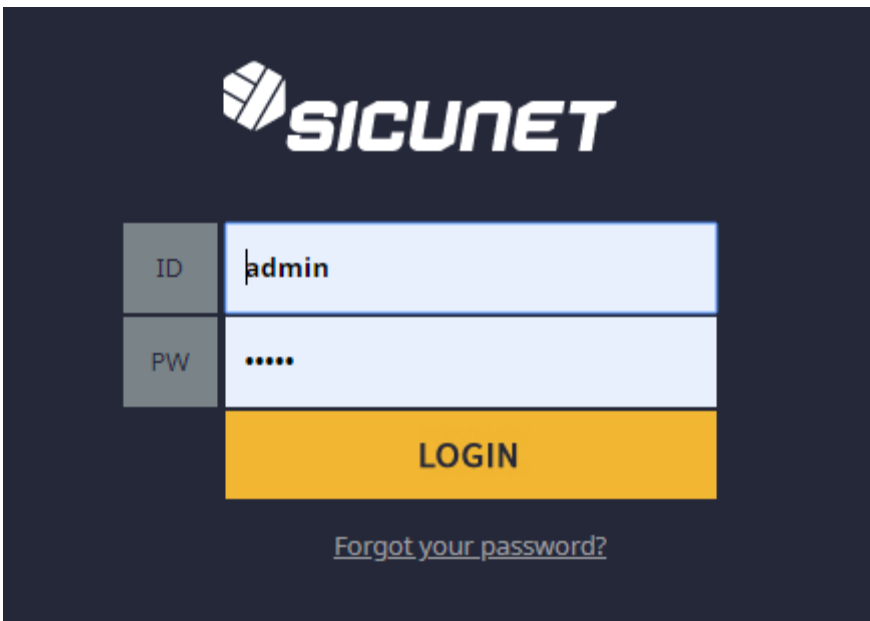 SICUNET
ID
admin
PW
•••••
LOGIN
Forgot your password?